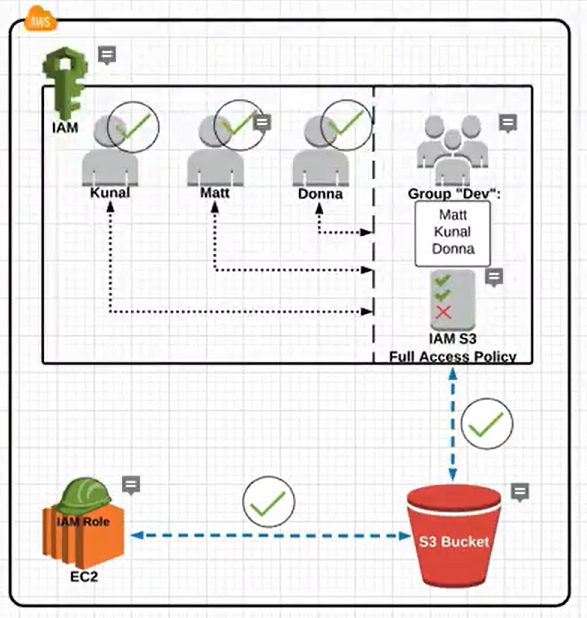 AWS
IAM
Kunal
Matt
Donna
Group "Dev":
Matt
Kunal
Donna
IAM S3
Full Access Policy
IAM Role
EC2
S3 Bucket